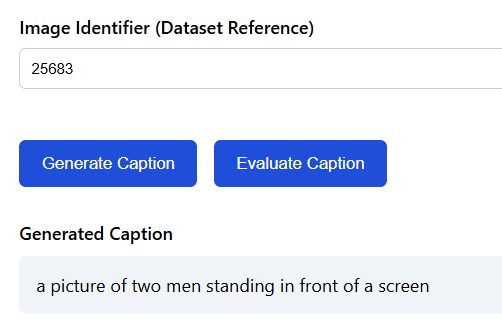 Image Identifier (Dataset Reference)
25683
Generate Caption Evaluate Caption
Generated Caption
a picture of two men standing in front of a screen